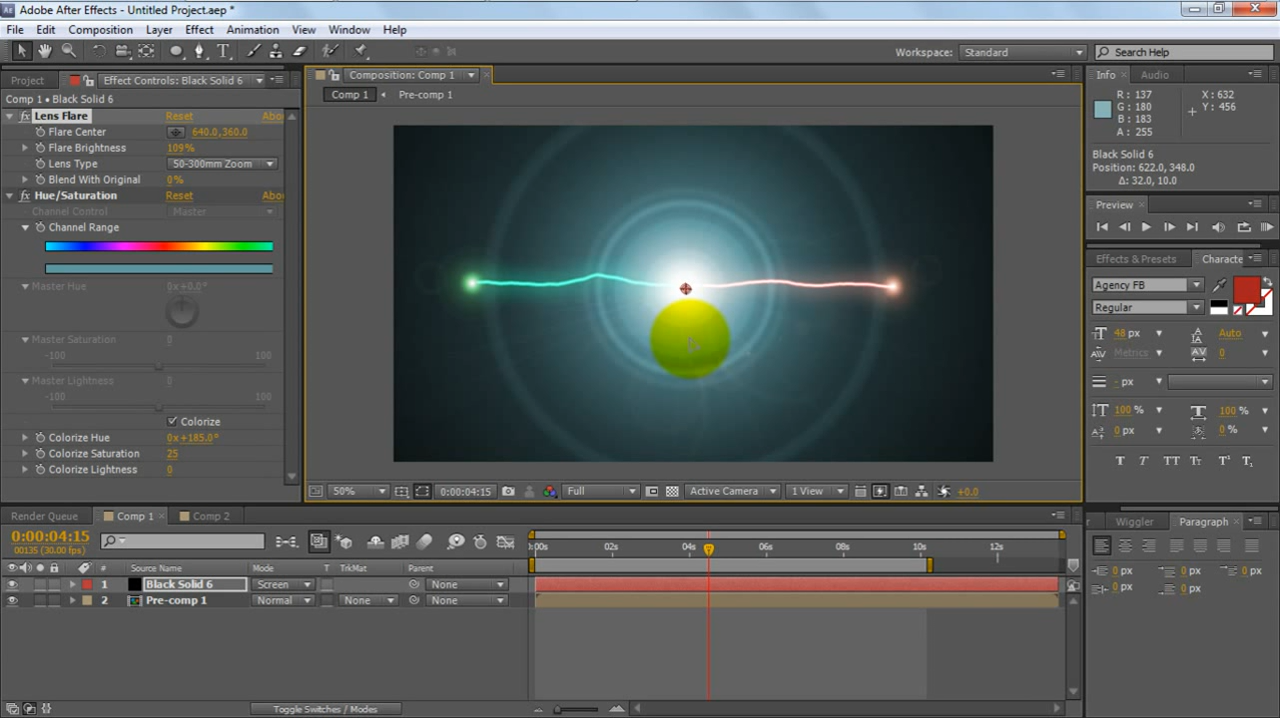 Adobe After Effects - Untitled Project.aep *
File Edit Composition Layer Effect Animation View Window Help
Workspace: Standard Search Help
Project Effect Controls: Black Solid 6
Comp 1 • Black Solid 6
fx Lens Flare Reset Abo
Flare Center 640.0,360.0
Flare Brightness 109%
Lens Type 50-300mm Zoom
Blend With Original 0%
fx Hue/Saturation Reset Abo
Channel Control Master
Channel Range
Master Hue 0x+0.0°
Master Saturation 0
-100 100
Master Lightness 0
-100 100
Colorize
Colorize Hue 0x+185.0°
Colorize Saturation 25
Colorize Lightness 0
Composition: Comp 1
Comp 1 Pre-comp 1
50% 0:00:04:15 Full Active Camera 1 View +0.0
Info Audio
R: 137 X: 632
G: 180 Y: 456
B: 183
A: 255
Black Solid 6
Position: 622.0, 348.0
Δ: 32.0, 10.0
Preview
Effects & Presets Characte
Agency FB
Regular
48 px Auto
Metrics 0
- px
100 % 100 %
0 px 0 %
T T TT Tt T¹ T₁
Wiggler Paragraph
0 px 0 px 0 px
0 px 0 px
Render Queue Comp 1 Comp 2
0:00:04:15
00135 (30.00 fps)
# Source Name Mode T TrkMat Parent
1 Black Solid 6 Screen None
2 Pre-comp 1 Normal None None
:00s 02s 04s 06s 08s 10s 12s
Toggle Switches / Modes